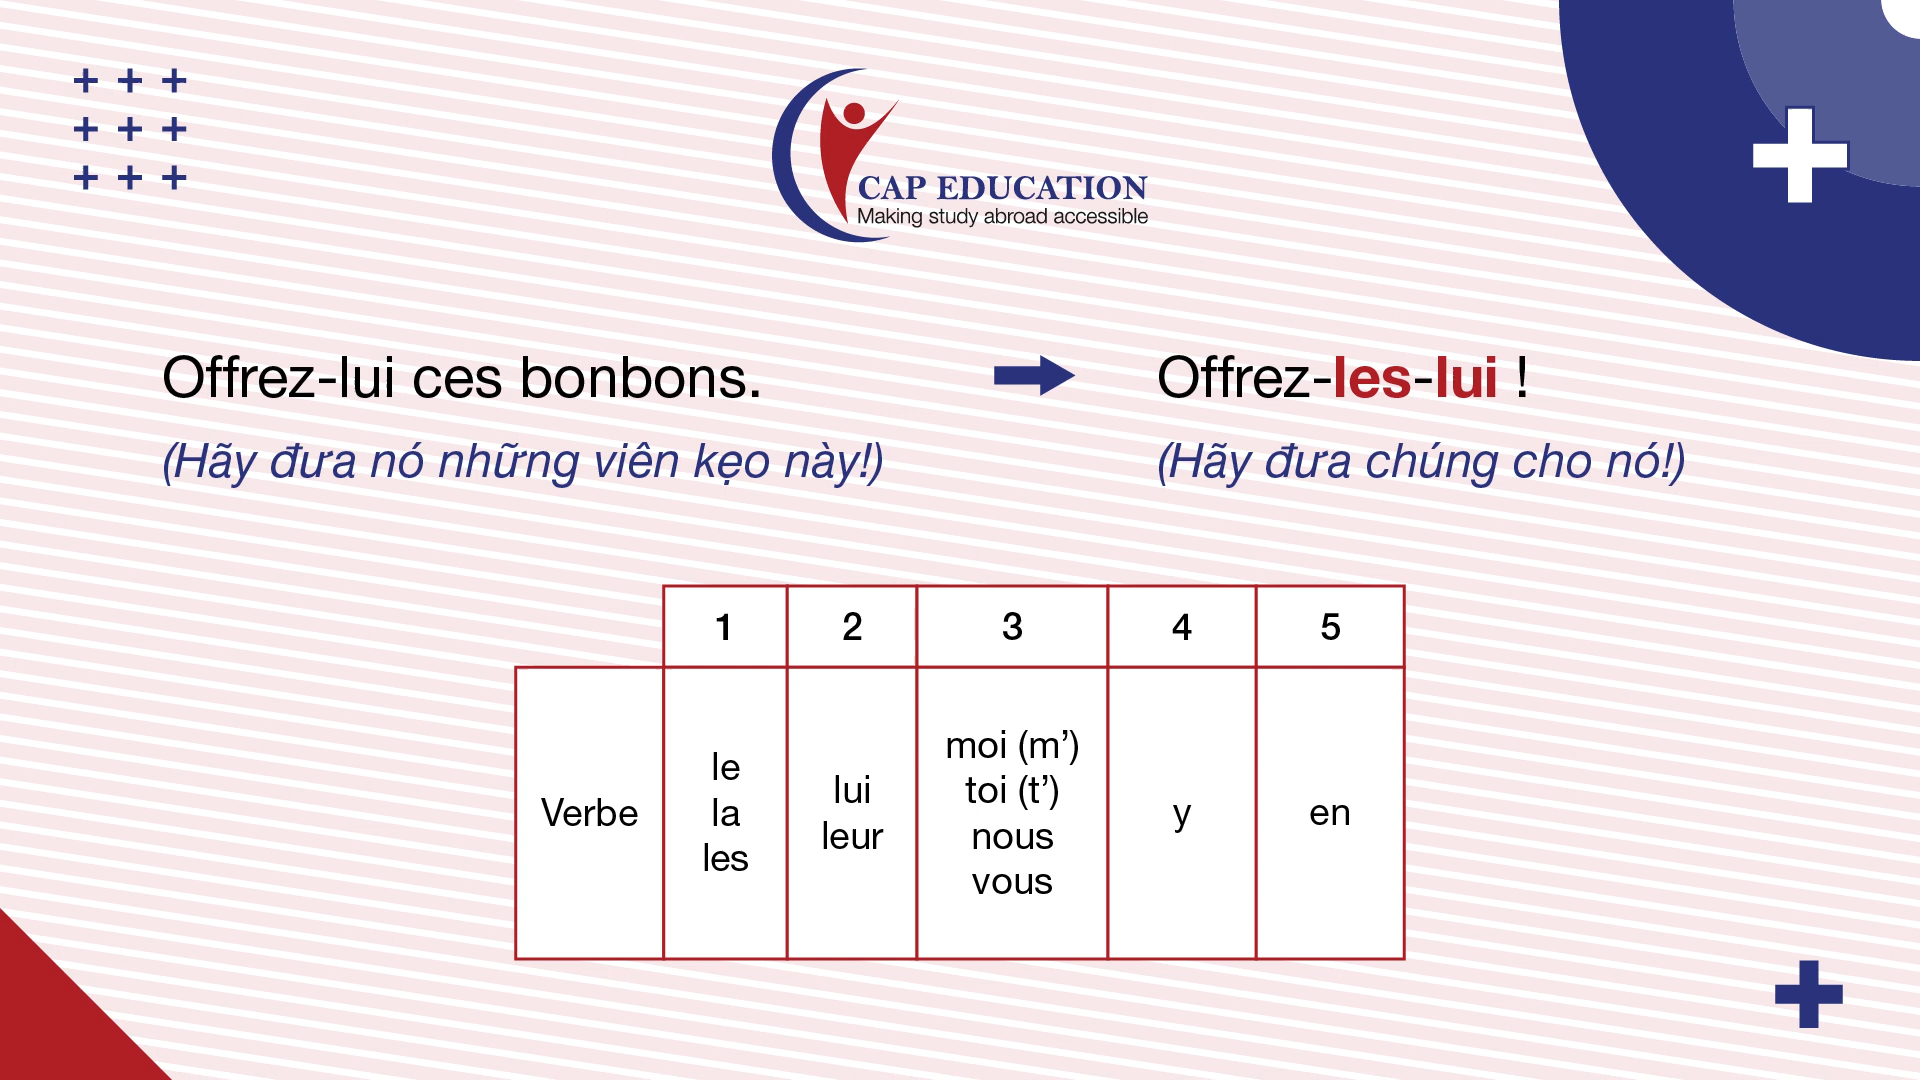 CAP EDUCATION
Making study abroad accessible
Offrez-lui ces bonbons.
Offrez-les-lui !
(Hãy đưa nó những viên kẹo này!)
(Hãy đưa chúng cho nó!)
1 2 3 4 5
Verbe
le
la
les
lui
leur
moi (m’)
toi (t’)
nous
vous
y
en